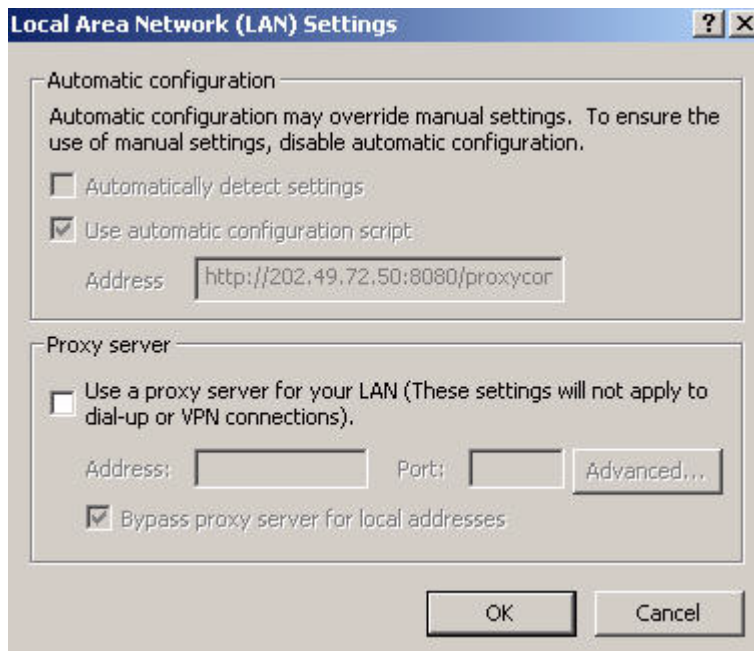 Local Area Network (LAN) Settings
Automatic configuration
Automatic configuration may override manual settings. To ensure the
use of manual settings, disable automatic configuration.
Automatically detect settings
Use automatic configuration script
Address http://202.49.72.50:8080/proxycor
Proxy server
Use a proxy server for your LAN (These settings will not apply to
dial-up or VPN connections).
Address: Port: Advanced...
Bypass proxy server for local addresses
OK Cancel